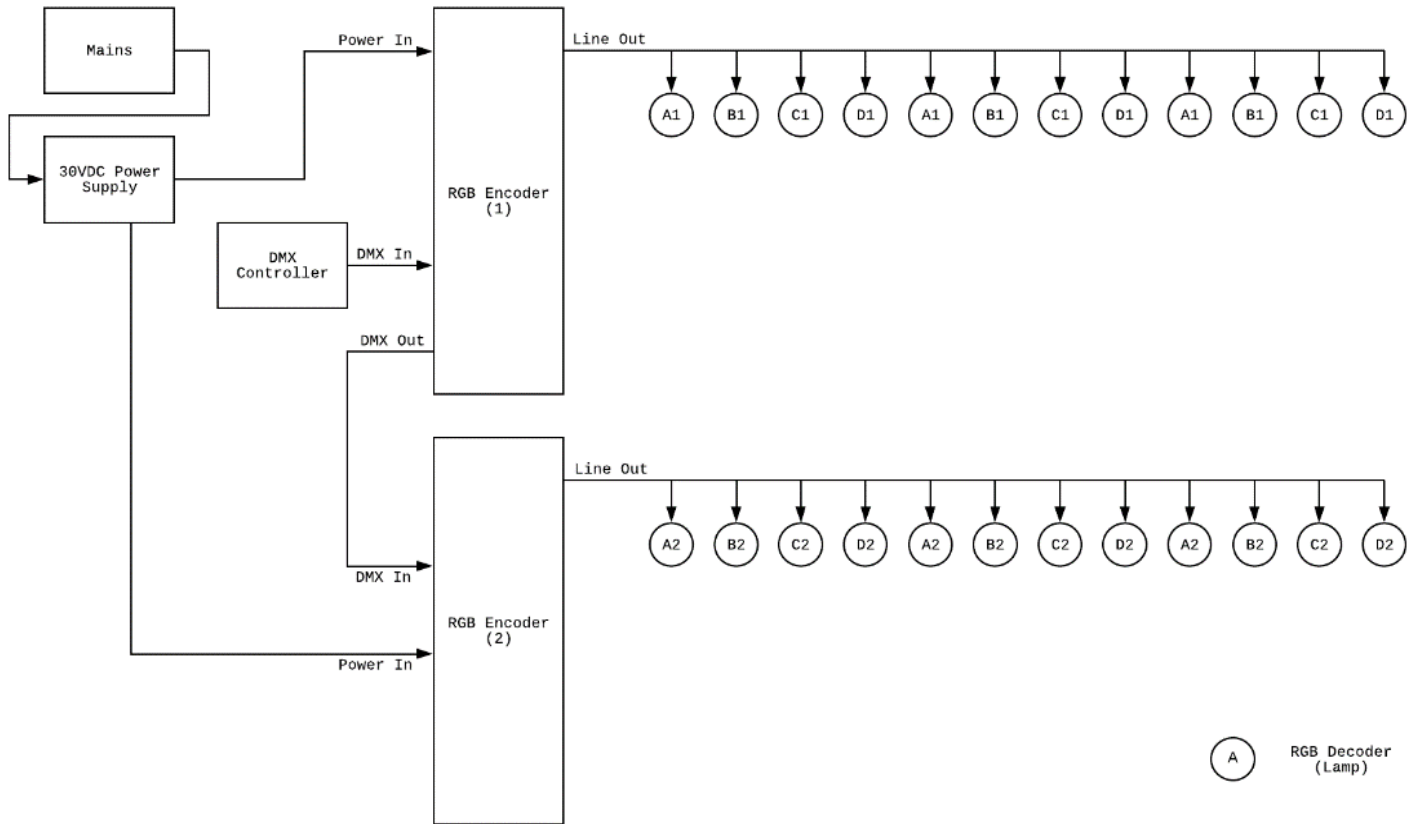 Mains
Power In
Line Out
A1 B1 C1 D1 A1 B1 C1 D1 A1 B1 C1 D1
30VDC Power
Supply
RGB Encoder
(1)
DMX
Controller
DMX In
DMX Out
Line Out
A2 B2 C2 D2 A2 B2 C2 D2 A2 B2 C2 D2
DMX In
RGB Encoder
(2)
Power In
A
RGB Decoder
(Lamp)